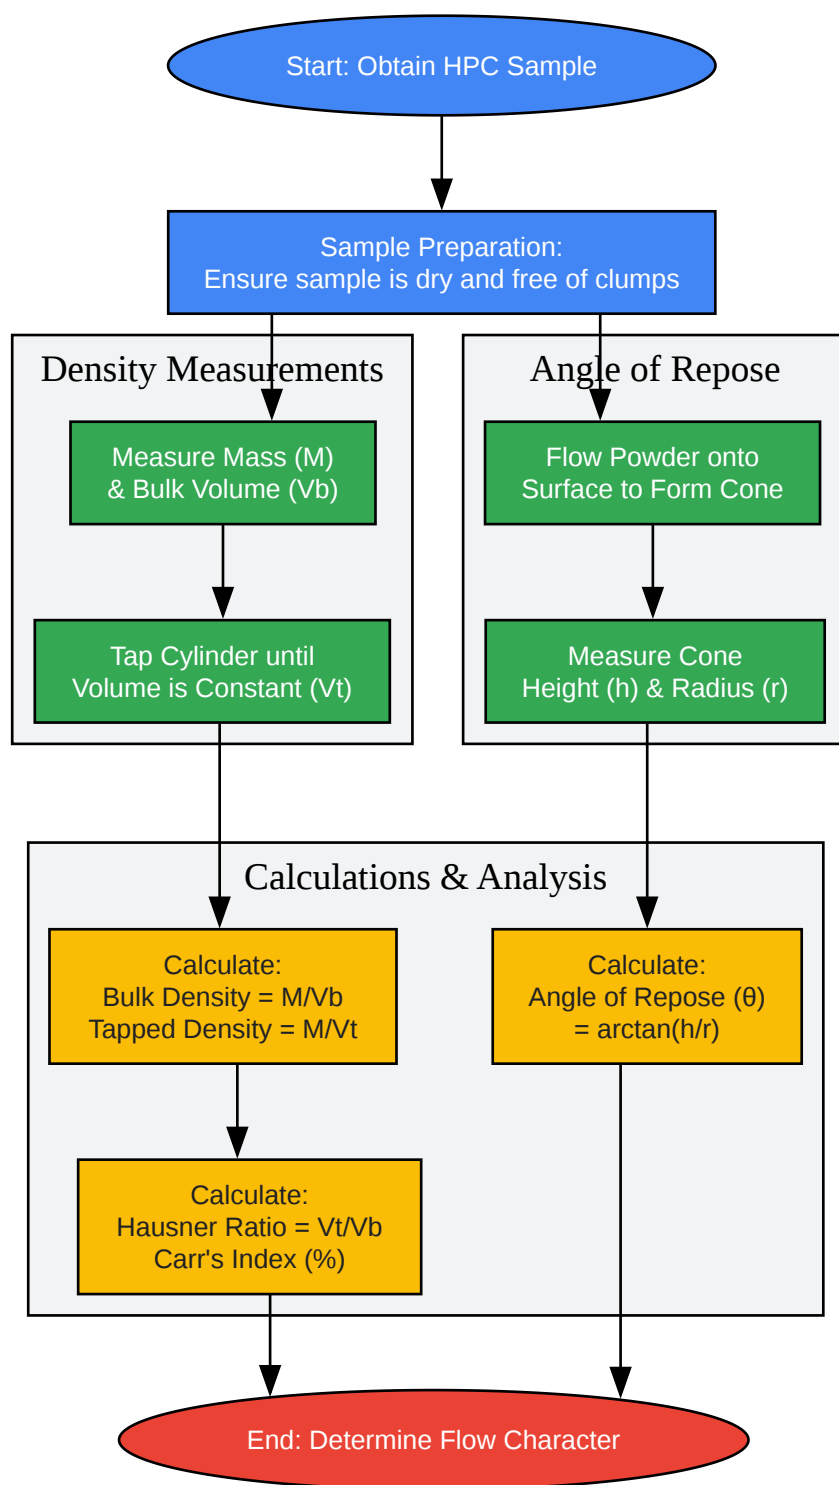 Start: Obtain HPC Sample
Sample Preparation:
Ensure sample is dry and free of clumps
Density Measurements
Measure Mass (M)
& Bulk Volume (Vb)
Tap Cylinder until
Volume is Constant (Vt)
Angle of Repose
Flow Powder onto
Surface to Form Cone
Measure Cone
Height (h) & Radius (r)
Calculations & Analysis
Calculate:
Bulk Density = M/Vb
Tapped Density = M/Vt
Calculate:
Angle of Repose (θ)
= arctan(h/r)
Calculate:
Hausner Ratio = Vt/Vb
Carr's Index (%)
End: Determine Flow Character